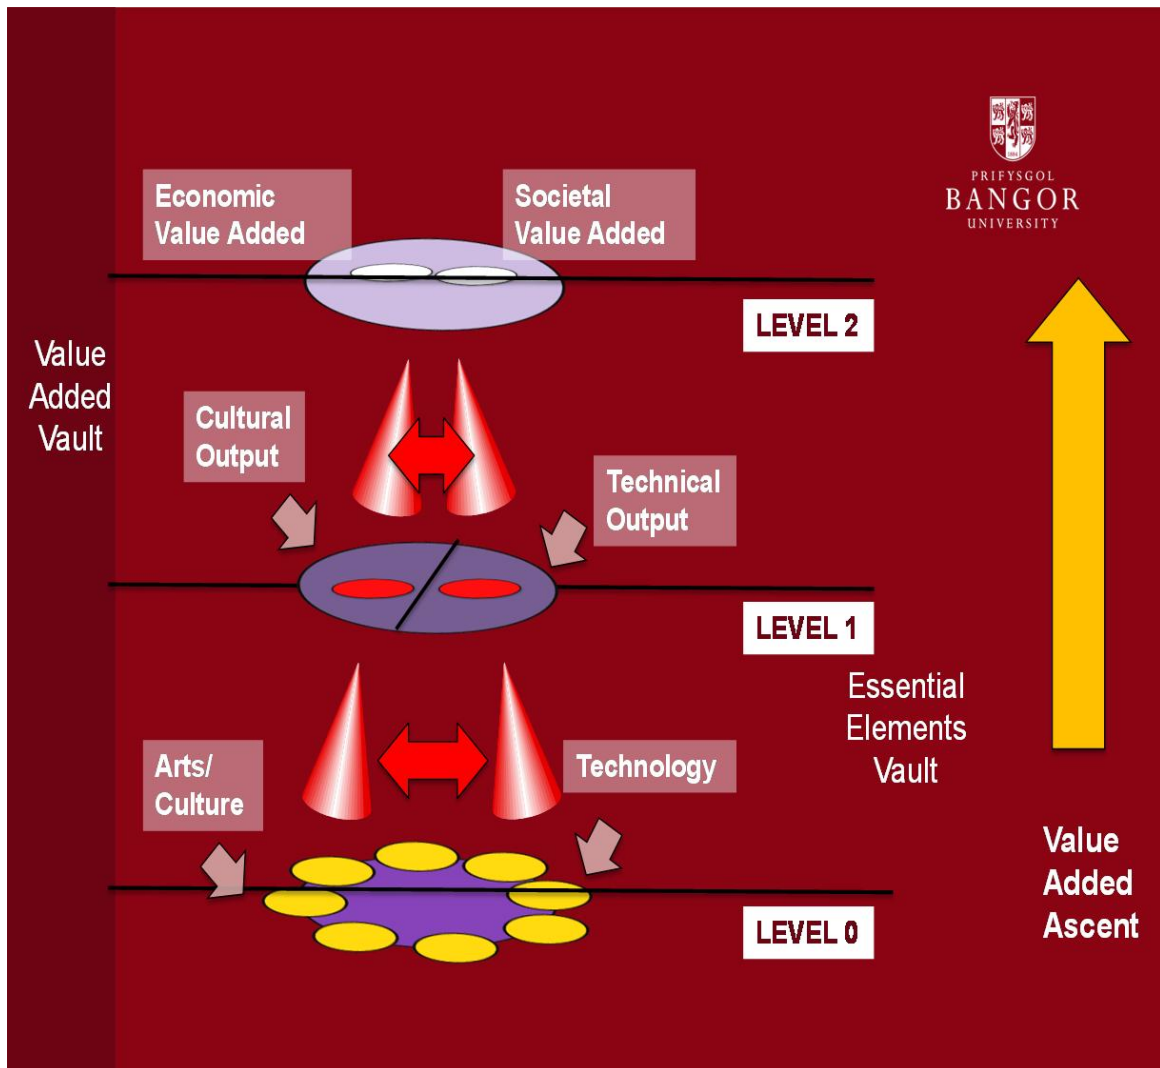 PRIFYSGOL
BANGOR
UNIVERSITY
Economic
Value Added
Societal
Value Added
LEVEL 2
Value
Added
Vault
Cultural
Output
Technical
Output
LEVEL 1
Essential
Elements
Vault
Arts/
Culture
Technology
Value
Added
Ascent
LEVEL 0